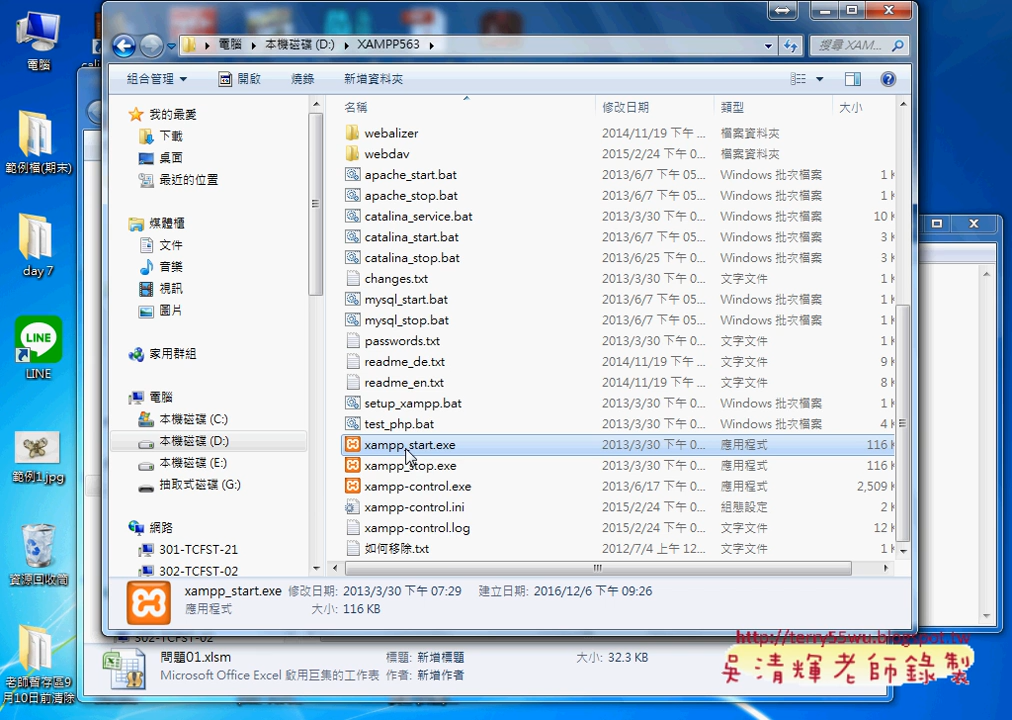 電腦
範例檔(期末)
day 7
LINE
LINE
範例1.jpg
資源回收筒
老師暫存區9
月10日前清除
電腦 ▸ 本機磁碟 (D:) ▸ XAMPP563 ▸
搜尋 XAM...
組合管理 開啟 燒錄 新增資料夾
我的最愛
下載
桌面
最近的位置
媒體櫃
文件
音樂
視訊
圖片
家用群組
電腦
本機磁碟 (C:)
本機磁碟 (D:)
本機磁碟 (E:)
抽取式磁碟 (G:)
網路
301-TCFST-21
302-TCFST-02
名稱 修改日期 類型 大小
webalizer 2014/11/19 下午 ... 檔案資料夾
webdav 2015/2/24 下午 0... 檔案資料夾
apache_start.bat 2013/6/7 下午 05... Windows 批次檔案 1 K
apache_stop.bat 2013/6/7 下午 05... Windows 批次檔案 1 K
catalina_service.bat 2013/3/30 下午 0... Windows 批次檔案 10 K
catalina_start.bat 2013/6/7 下午 05... Windows 批次檔案 3 K
catalina_stop.bat 2013/6/25 下午 0... Windows 批次檔案 3 K
changes.txt 2013/3/30 下午 0... 文字文件 1 K
mysql_start.bat 2013/6/7 下午 05... Windows 批次檔案 1 K
mysql_stop.bat 2013/6/7 下午 05... Windows 批次檔案 1 K
passwords.txt 2013/3/30 下午 0... 文字文件 1 K
readme_de.txt 2014/11/19 下午 ... 文字文件 9 K
readme_en.txt 2014/11/19 下午 ... 文字文件 8 K
setup_xampp.bat 2013/3/30 下午 0... Windows 批次檔案 1 K
test_php.bat 2013/3/30 下午 0... Windows 批次檔案 4 K
xampp_start.exe 2013/3/30 下午 0... 應用程式 116 K
xampp_stop.exe 2013/3/30 下午 0... 應用程式 116 K
xampp-control.exe 2013/6/17 下午 0... 應用程式 2,509 K
xampp-control.ini 2015/2/24 下午 0... 組態設定 2 K
xampp-control.log 2015/2/24 下午 0... 文字文件 12 K
如何移除.txt 2012/7/4 上午 12... 文字文件 1 K
xampp_start.exe 修改日期: 2013/3/30 下午 07:29 建立日期: 2016/12/6 下午 09:26
應用程式 大小: 116 KB
302-TCFST-02
問題01.xlsm 標題: 新增標題 大小: 32.3 KB
Microsoft Office Excel 啟用巨集的工作表 作者: 新增作者
http://terry55wu.blogspot.tw
吳清輝老師錄製